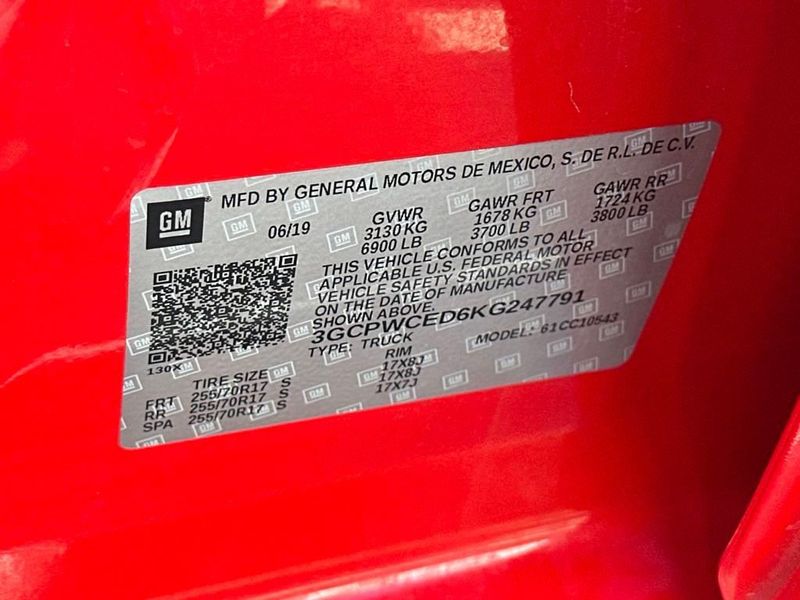 GM
MFD BY GENERAL MOTORS DE MEXICO, S. DE R.L. DE C.V.
06/19 GVWR GAWR FRT GAWR RR
3130 KG 1678 KG 1724 KG
6900 LB 3700 LB 3800 LB
THIS VEHICLE CONFORMS TO ALL
APPLICABLE U.S. FEDERAL MOTOR
VEHICLE SAFETY STANDARDS IN EFFECT
ON THE DATE OF MANUFACTURE
SHOWN ABOVE.
3GCPWCED6KG247791
TYPE: TRUCK MODEL: 61CC10543
130X
TIRE SIZE RIM
FRT 255/70R17 S 17X8J
RR 255/70R17 S 17X8J
SPA 255/70R17 S 17X7J